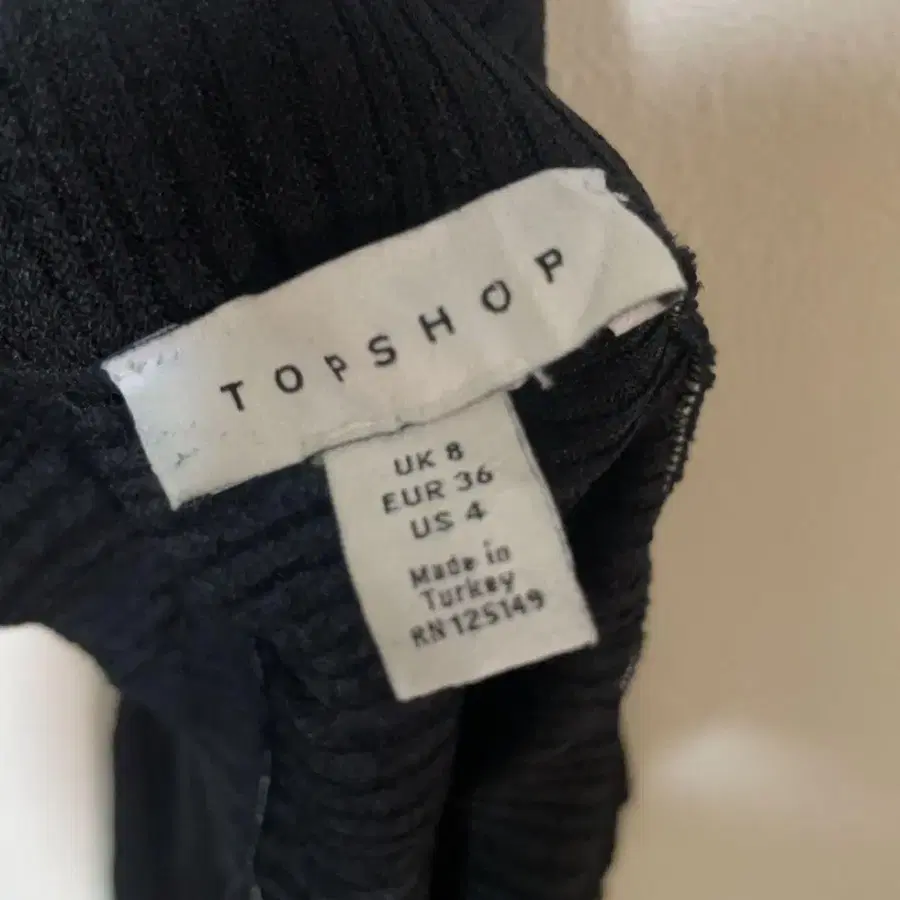 TOPSHOP
UK 8
EUR 36
US 4
Made in
Turkey
RN 125149